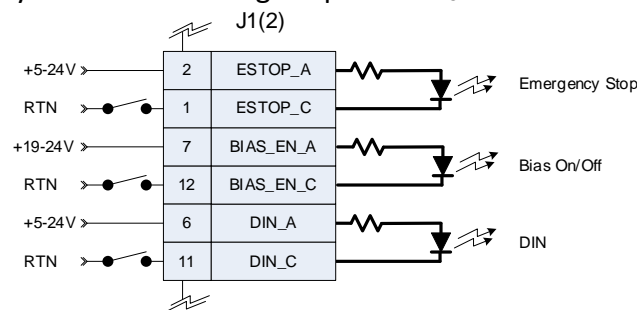 J1(2)
+5-24V 2 ESTOP_A
RTN 1 ESTOP_C
Emergency Stop
+19-24V 7 BIAS_EN_A
RTN 12 BIAS_EN_C
Bias On/Off
+5-24V 6 DIN_A
RTN 11 DIN_C
DIN